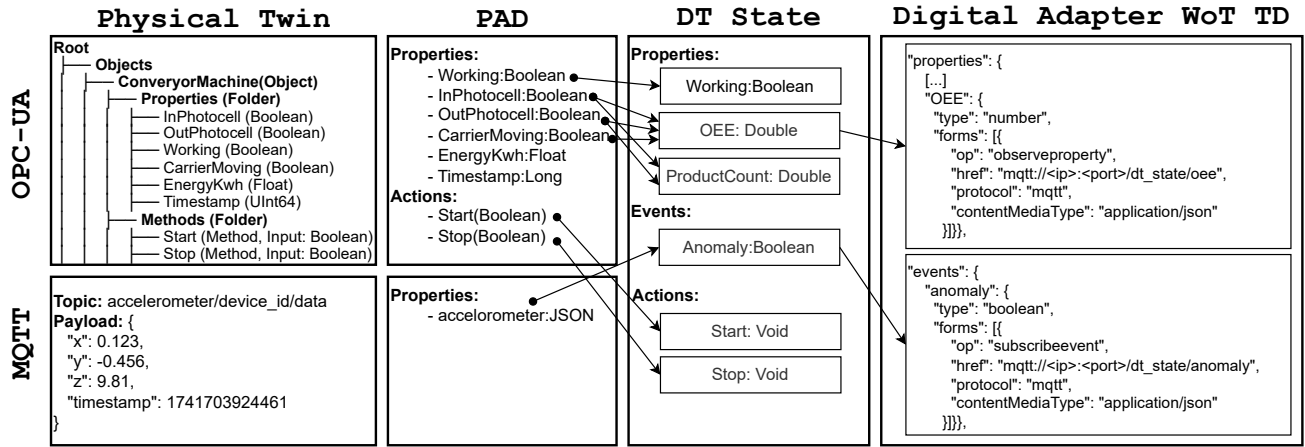 Physical Twin
PAD
DT State
Digital Adapter WoT TD
OPC-UA
Root
Objects
ConveryorMachine(Object)
Properties (Folder)
InPhotocell (Boolean)
OutPhotocell (Boolean)
Working (Boolean)
CarrierMoving (Boolean)
EnergyKwh (Float)
Timestamp (UInt64)
Methods (Folder)
Start (Method, Input: Boolean)
Stop (Method, Input: Boolean)
Properties:
- Working:Boolean
- InPhotocell:Boolean
- OutPhotocell:Boolean
- CarrierMoving:Boolean
- EnergyKwh:Float
- Timestamp:Long
Actions:
- Start(Boolean)
- Stop(Boolean)
MQTT
Topic: accelerometer/device_id/data
Payload: {
"x": 0.123,
"y": -0.456,
"z": 9.81,
"timestamp": 1741703924461
}
Properties:
- accelorometer:JSON
Properties:
Working:Boolean
OEE: Double
ProductCount: Double
Events:
Anomaly:Boolean
Actions:
Start: Void
Stop: Void
"properties": {
[...]
"OEE": {
"type": "number",
"forms": [{
"op": "observeproperty",
"href": "mqtt://<ip>:<port>/dt_state/oee",
"protocol": "mqtt",
"contentMediaType": "application/json"
}]}},
"events": {
"anomaly": {
"type": "boolean",
"forms": [{
"op": "subscribeevent",
"href": "mqtt://<ip>:<port>/dt_state/anomaly",
"protocol": "mqtt",
"contentMediaType": "application/json"
}]}},